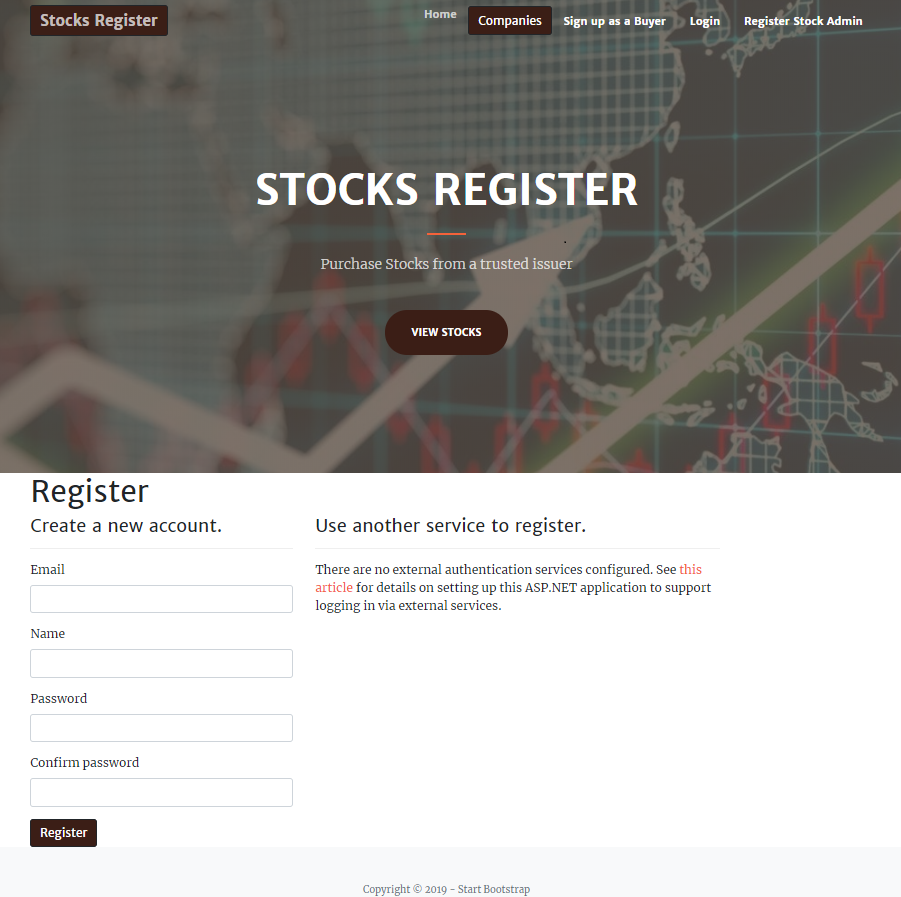 Stocks Register
Home
Companies
Sign up as a Buyer
Login
Register Stock Admin
STOCKS REGISTER
Purchase Stocks from a trusted issuer
VIEW STOCKS
Register
Create a new account.
Email
Name
Password
Confirm password
Register
Use another service to register.
There are no external authentication services configured. See this
article for details on setting up this ASP.NET application to support
logging in via external services.
Copyright © 2019 - Start Bootstrap